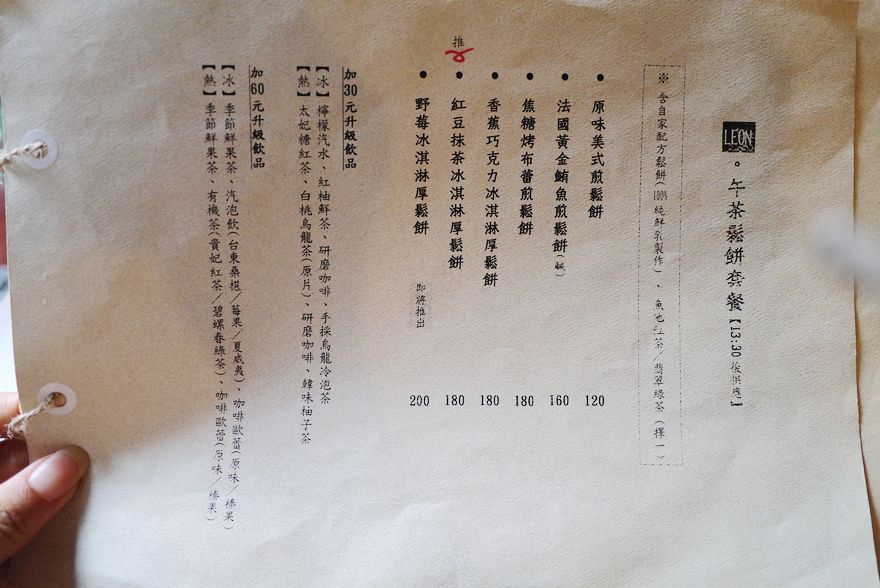 LEON。午茶鬆餅套餐【13:30後供應】
※ 含自家配方鬆餅(100%純鮮乳製作)、魚池紅茶/翡翠綠茶(擇一)
● 原味美式煎鬆餅 120
● 法國黃金鮪魚煎鬆餅(鹹) 160
● 焦糖烤布蕾煎鬆餅 180
● 香蕉巧克力冰淇淋厚鬆餅 180
推 ● 紅豆抹茶冰淇淋厚鬆餅 180
● 野莓冰淇淋厚鬆餅 即將推出 200
加30元升級飲品
【冰】檸檬汽水、紅柚鮮茶、研磨咖啡、手採烏龍冷泡茶
【熱】太妃糖紅茶、白桃烏龍茶(原片)、研磨咖啡、韓味柚子茶
加60元升級飲品
【冰】季節鮮果茶、汽泡飲(台東桑椹/莓果/夏威夷)、咖啡歐蕾(原味/榛果)
【熱】季節鮮果茶、有機茶(貴妃紅茶/碧螺春綠茶)、咖啡歐蕾(原味/榛果)